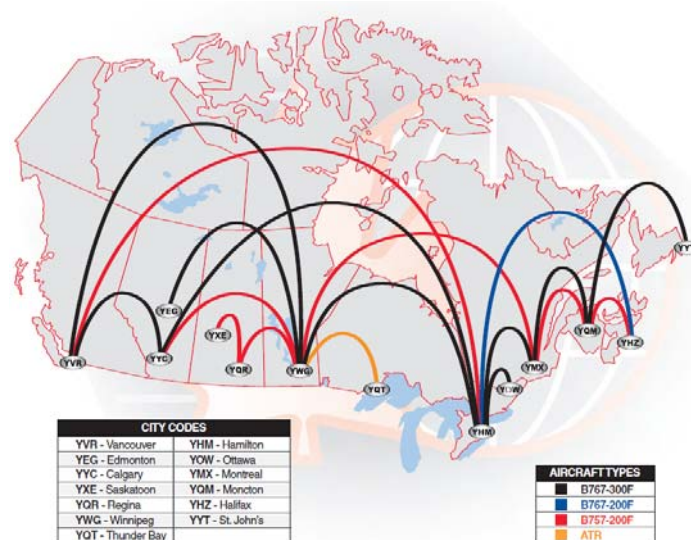 YYT
YEG
YXE
YQM
YHZ
YVR
YYC
YQR
YWG
YMX
YQT
YOW
YHM
CITY CODES
YVR - Vancouver YHM - Hamilton
YEG - Edmonton YOW - Ottawa
YYC - Calgary YMX - Montreal
YXE - Saskatoon YQM - Moncton
YQR - Regina YHZ - Halifax
YWG - Winnipeg YYT - St. John's
YQT - Thunder Bay
AIRCRAFT TYPES
B767-300F
B767-200F
B757-200F
ATR